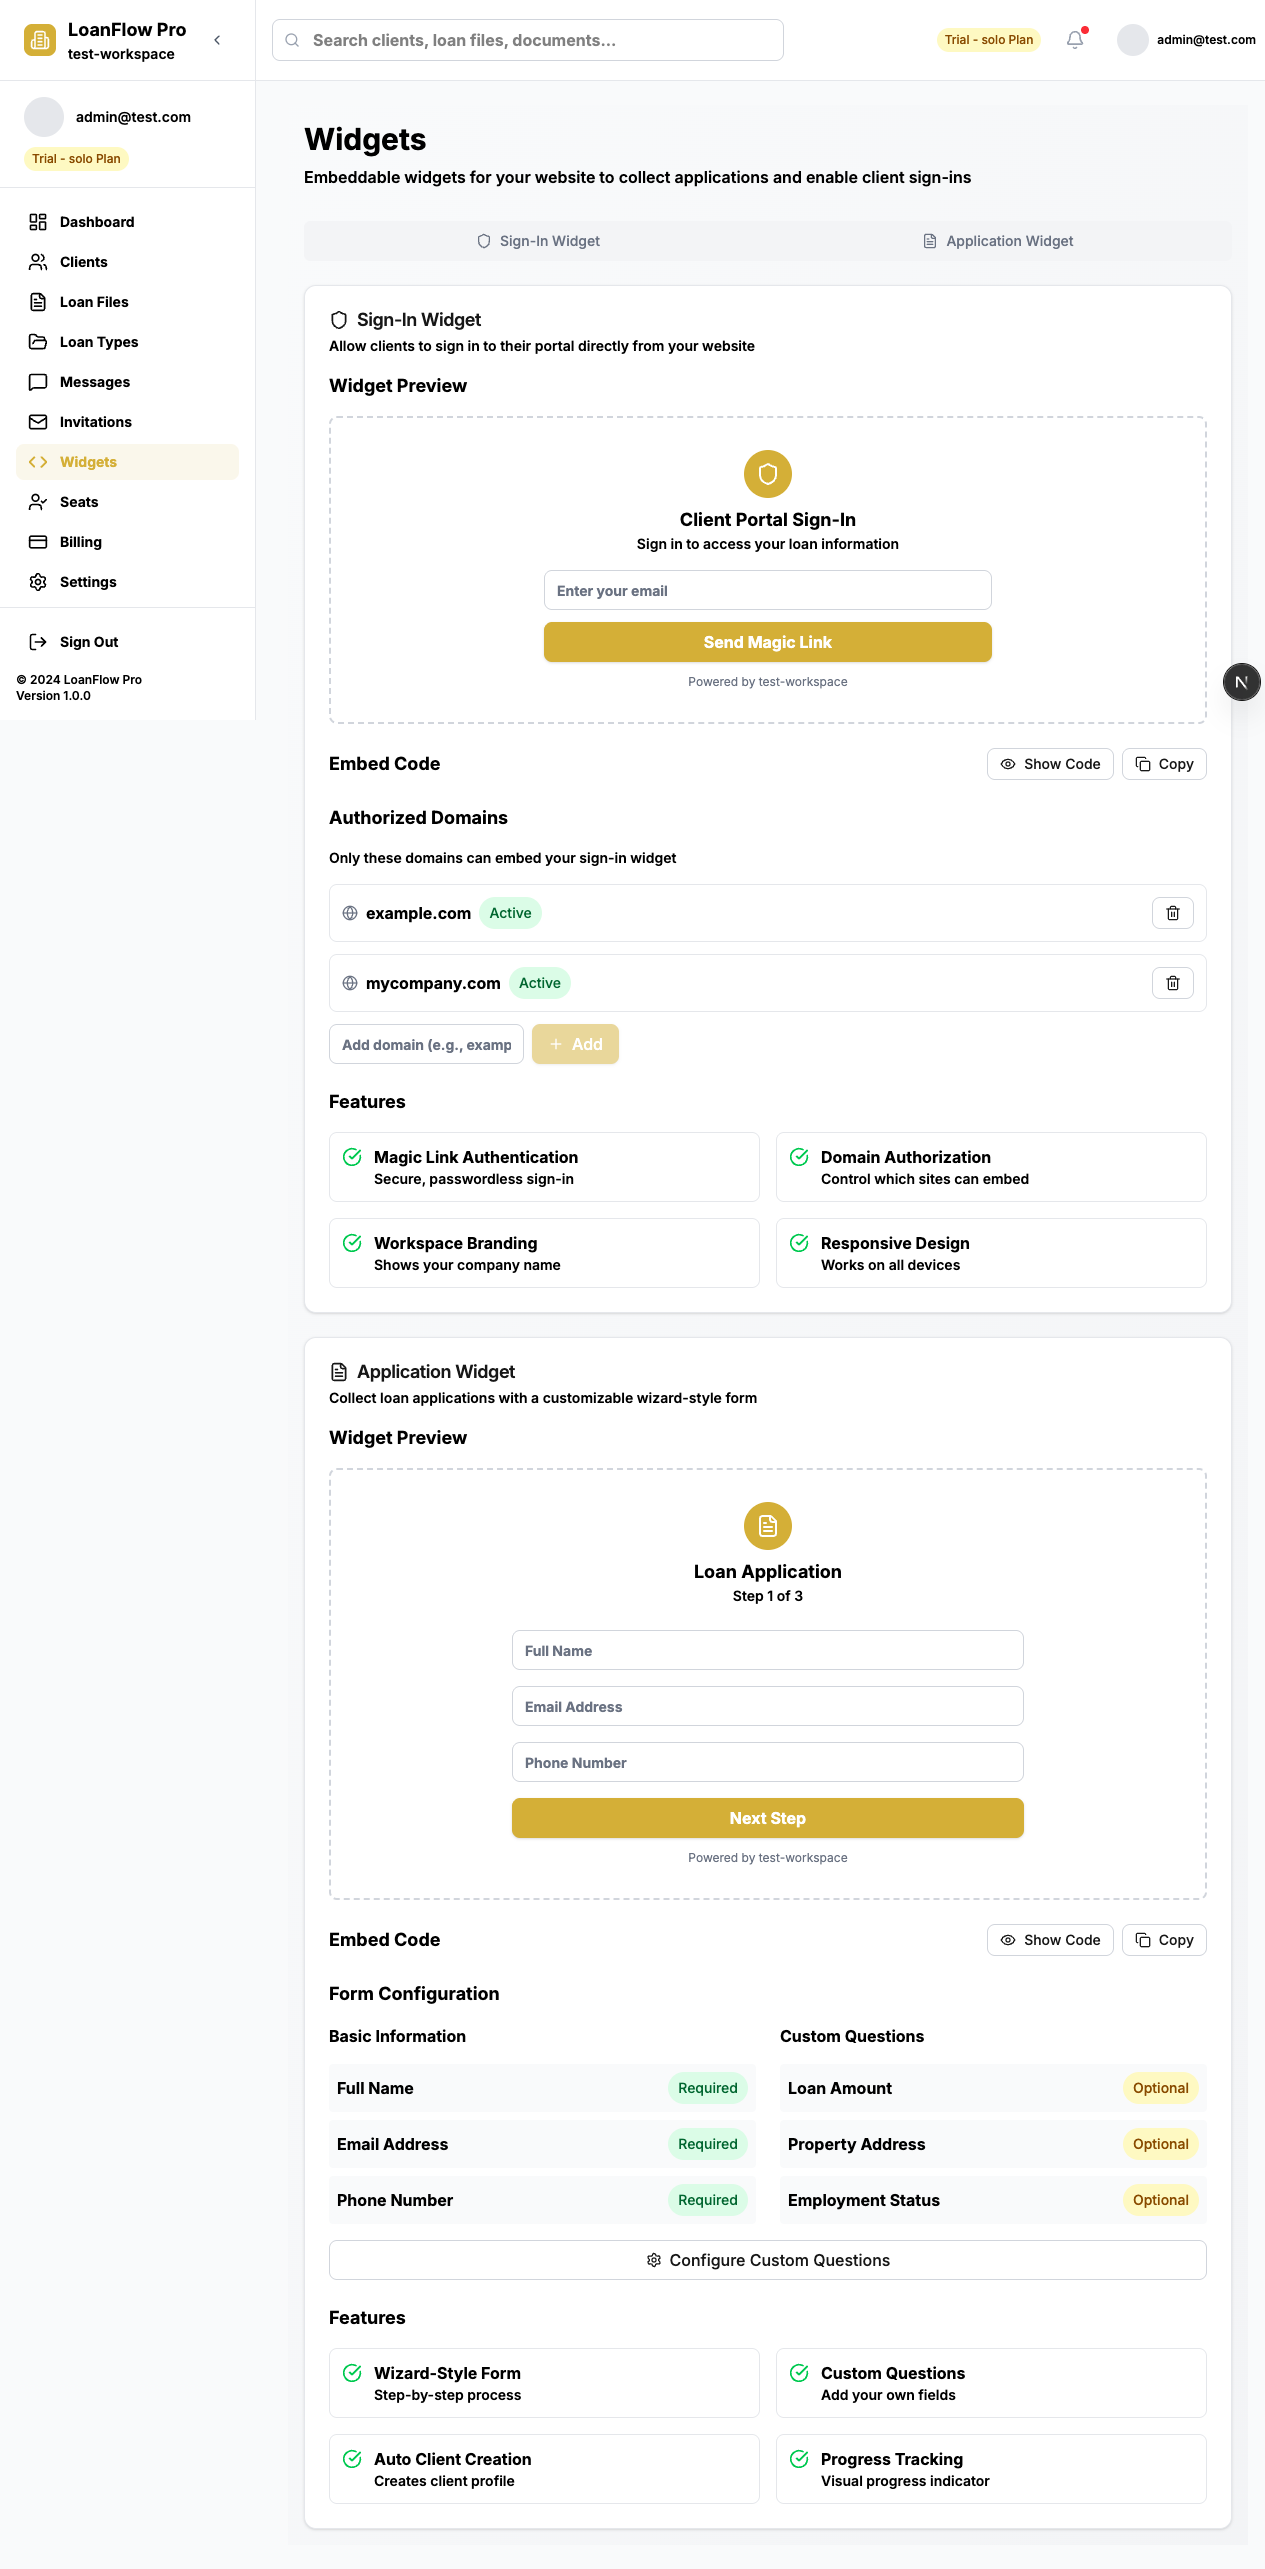 LoanFlow Pro
test-workspace
Search clients, loan files, documents...
Trial - solo Plan
admin@test.com
admin@test.com
Trial - solo Plan
Dashboard
Clients
Loan Files
Loan Types
Messages
Invitations
Widgets
Seats
Billing
Settings
Sign Out
© 2024 LoanFlow Pro
Version 1.0.0
Widgets
Embeddable widgets for your website to collect applications and enable client sign-ins
Sign-In Widget
Application Widget
Sign-In Widget
Allow clients to sign in to their portal directly from your website
Widget Preview
Client Portal Sign-In
Sign in to access your loan information
Enter your email
Send Magic Link
Powered by test-workspace
N
Embed Code
Show Code
Copy
Authorized Domains
Only these domains can embed your sign-in widget
example.com Active
mycompany.com Active
Add domain (e.g., examp
Add
Features
Magic Link Authentication
Secure, passwordless sign-in
Domain Authorization
Control which sites can embed
Workspace Branding
Shows your company name
Responsive Design
Works on all devices
Application Widget
Collect loan applications with a customizable wizard-style form
Widget Preview
Loan Application
Step 1 of 3
Full Name
Email Address
Phone Number
Next Step
Powered by test-workspace
Embed Code
Show Code
Copy
Form Configuration
Basic Information
Full Name Required
Email Address Required
Phone Number Required
Custom Questions
Loan Amount Optional
Property Address Optional
Employment Status Optional
Configure Custom Questions
Features
Wizard-Style Form
Step-by-step process
Custom Questions
Add your own fields
Auto Client Creation
Creates client profile
Progress Tracking
Visual progress indicator